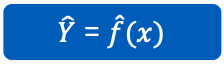 Ŷ = f̂(x)